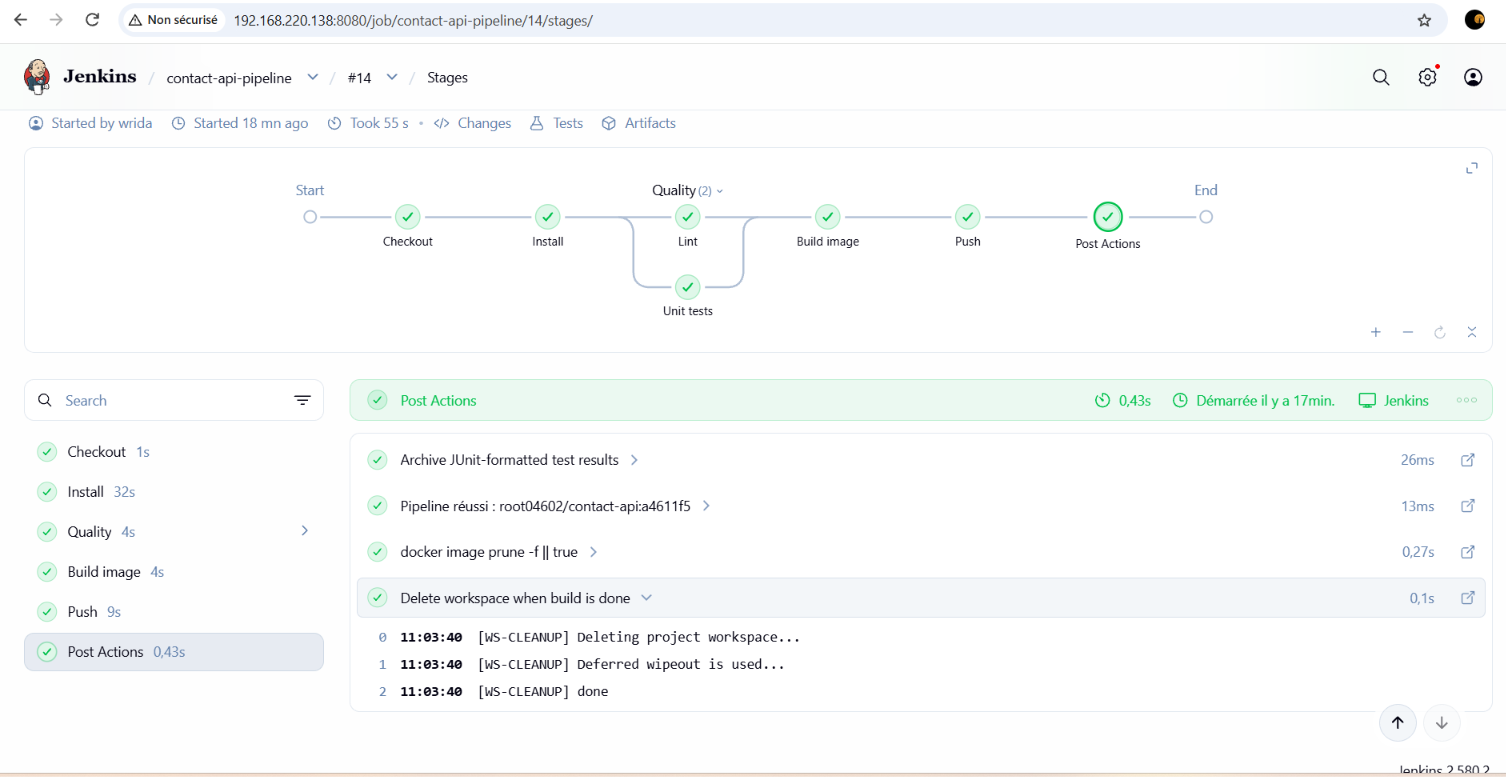 Non sécurisé 192.168.220.138:8080/job/contact-api-pipeline/14/stages/
Jenkins / contact-api-pipeline / #14 / Stages
Started by wrida Started 18 mn ago Took 55 s • Changes Tests Artifacts
Start Quality (2) End
Checkout Install Lint Build image Push Post Actions
Unit tests
Search
Checkout 1s
Install 32s
Quality 4s
Build image 4s
Push 9s
Post Actions 0,43s
Post Actions 0,43s Démarrée il y a 17min. Jenkins
Archive JUnit-formatted test results 26ms
Pipeline réussi : root04602/contact-api:a4611f5 13ms
docker image prune -f || true 0,27s
Delete workspace when build is done 0,1s
0 11:03:40 [WS-CLEANUP] Deleting project workspace...
1 11:03:40 [WS-CLEANUP] Deferred wipeout is used...
2 11:03:40 [WS-CLEANUP] done
Jenkins 2.580.2